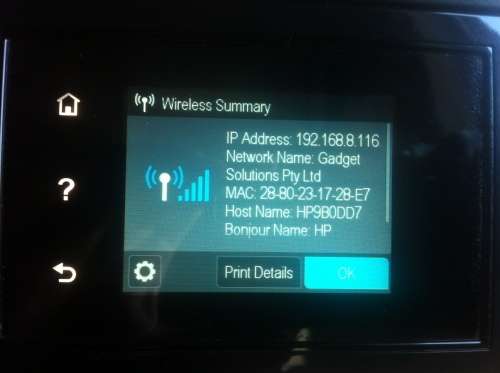 Wireless Summary
IP Address: 192.168.8.116
Network Name: Gadget
Solutions Pty Ltd
MAC: 28-80-23-17-28-E7
Host Name: HP9B0DD7
Bonjour Name: HP
?
Print Details
OK